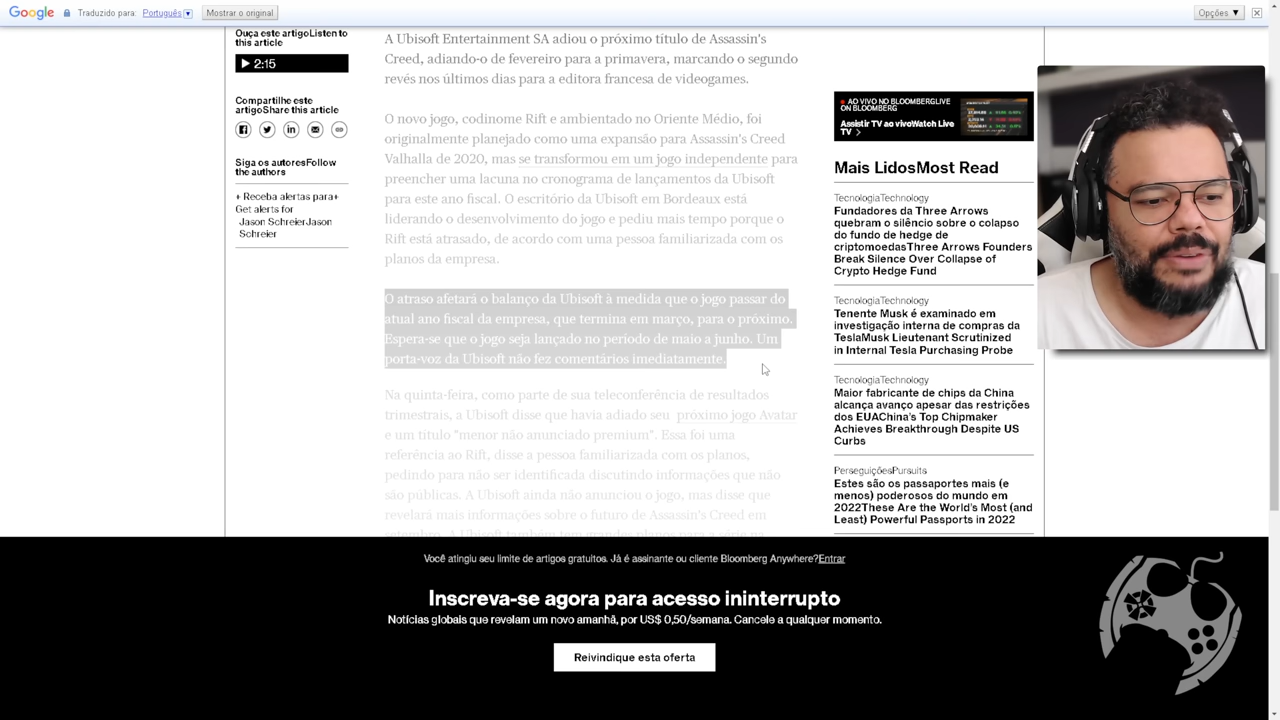 Google
Traduzido para: Português
Mostrar o original
Opções ▼
Ouça este artigoListen to
this article
2:15
Compartilhe este
artigoShare this article
Siga os autoresFollow
the authors
+ Receba alertas para+
Get alerts for
Jason SchreierJason
Schreier
A Ubisoft Entertainment SA adiou o próximo título de Assassin's
Creed, adiando-o de fevereiro para a primavera, marcando o segundo
revés nos últimos dias para a editora francesa de videogames.
O novo jogo, codinome Rift e ambientado no Oriente Médio, foi
originalmente planejado como uma expansão para Assassin's Creed
Valhalla de 2020, mas se transformou em um jogo independente para
preencher uma lacuna no cronograma de lançamentos da Ubisoft
para este ano fiscal. O escritório da Ubisoft em Bordeaux está
liderando o desenvolvimento do jogo e pediu mais tempo porque o
Rift está atrasado, de acordo com uma pessoa familiarizada com os
planos da empresa.
O atraso afetará o balanço da Ubisoft à medida que o jogo passar do
atual ano fiscal da empresa, que termina em março, para o próximo.
Espera-se que o jogo seja lançado no período de maio a junho. Um
porta-voz da Ubisoft não fez comentários imediatamente.
Na quinta-feira, como parte de sua teleconferência de resultados
trimestrais, a Ubisoft disse que havia adiado seu próximo jogo Avatar
e um título "menor não anunciado premium". Essa foi uma
referência ao Rift, disse a pessoa familiarizada com os planos,
pedindo para não ser identificada discutindo informações que não
são públicas. A Ubisoft ainda não anunciou o jogo, mas disse que
revelará mais informações sobre o futuro de Assassin's Creed em
setembro. A Ubisoft também tem grandes planos para a série na
AO VIVO NO BLOOMBERGLIVE
ON BLOOMBERG
Assistir TV ao vivoWatch Live
TV
Mais LidosMost Read
TecnologiaTechnology
Fundadores da Three Arrows
quebram o silêncio sobre o colapso
do fundo de hedge de
criptomoedasThree Arrows Founders
Break Silence Over Collapse of
Crypto Hedge Fund
TecnologiaTechnology
Tenente Musk é examinado em
investigação interna de compras da
TeslaMusk Lieutenant Scrutinized
in Internal Tesla Purchasing Probe
TecnologiaTechnology
Maior fabricante de chips da China
alcança avanço apesar das restrições
dos EUAChina's Top Chipmaker
Achieves Breakthrough Despite US
Curbs
PerseguiçõesPursuits
Estes são os passaportes mais (e
menos) poderosos do mundo em
2022These Are the World's Most (and
Least) Powerful Passports in 2022
Você atingiu seu limite de artigos gratuitos. Já é assinante ou cliente Bloomberg Anywhere?Entrar
Inscreva-se agora para acesso ininterrupto
Notícias globais que revelam um novo amanhã, por US$ 0,50/semana. Cancele a qualquer momento.
Reivindique esta oferta